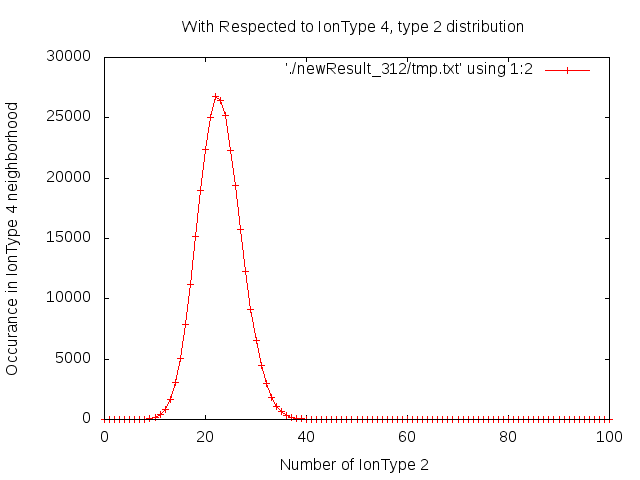 With Respected to IonType 4, type 2 distribution
'./newResult_312/tmp.txt' using 1:2
Occurance in IonType 4 neighborhood
30000
25000
20000
15000
10000
5000
0
0 20 40 60 80 100
Number of IonType 2